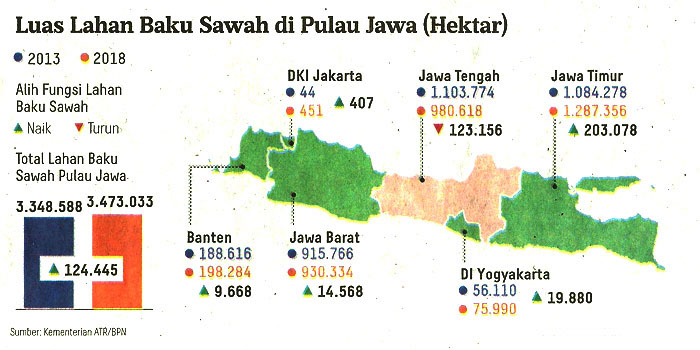 Luas Lahan Baku Sawah di Pulau Jawa (Hektar)
2013 2018
Alih Fungsi Lahan
Baku Sawah
Naik Turun
Total Lahan Baku
Sawah Pulau Jawa
3.348.588 3.473.033
124.445
DKI Jakarta
44
451
407
Jawa Tengah
1.103.774
980.618
123.156
Jawa Timur
1.084.278
1.287.356
203.078
Banten
188.616
198.284
9.668
Jawa Barat
915.766
930.334
14.568
DI Yogyakarta
56.110
75.990
19.880
Sumber: Kementerian ATR/BPN